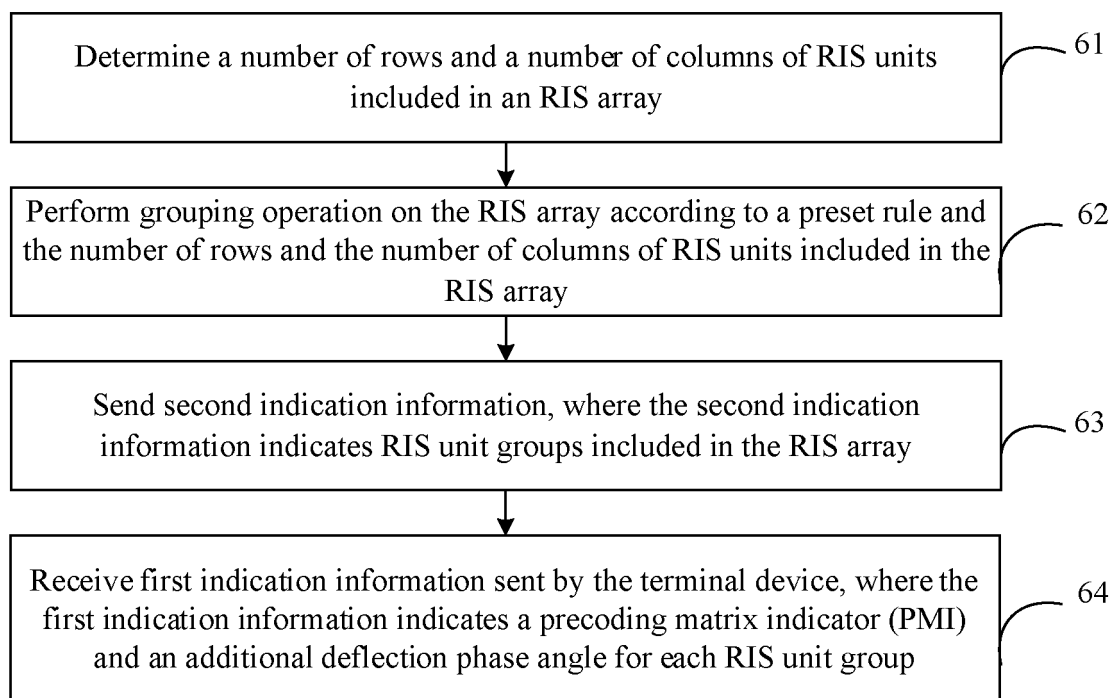 Determine a number of rows and a number of columns of RIS units
included in an RIS array
61
Perform grouping operation on the RIS array according to a preset rule and
the number of rows and the number of columns of RIS units included in the
RIS array
62
Send second indication information, where the second indication
information indicates RIS unit groups included in the RIS array
63
Receive first indication information sent by the terminal device, where the
first indication information indicates a precoding matrix indicator (PMI)
and an additional deflection phase angle for each RIS unit group
64